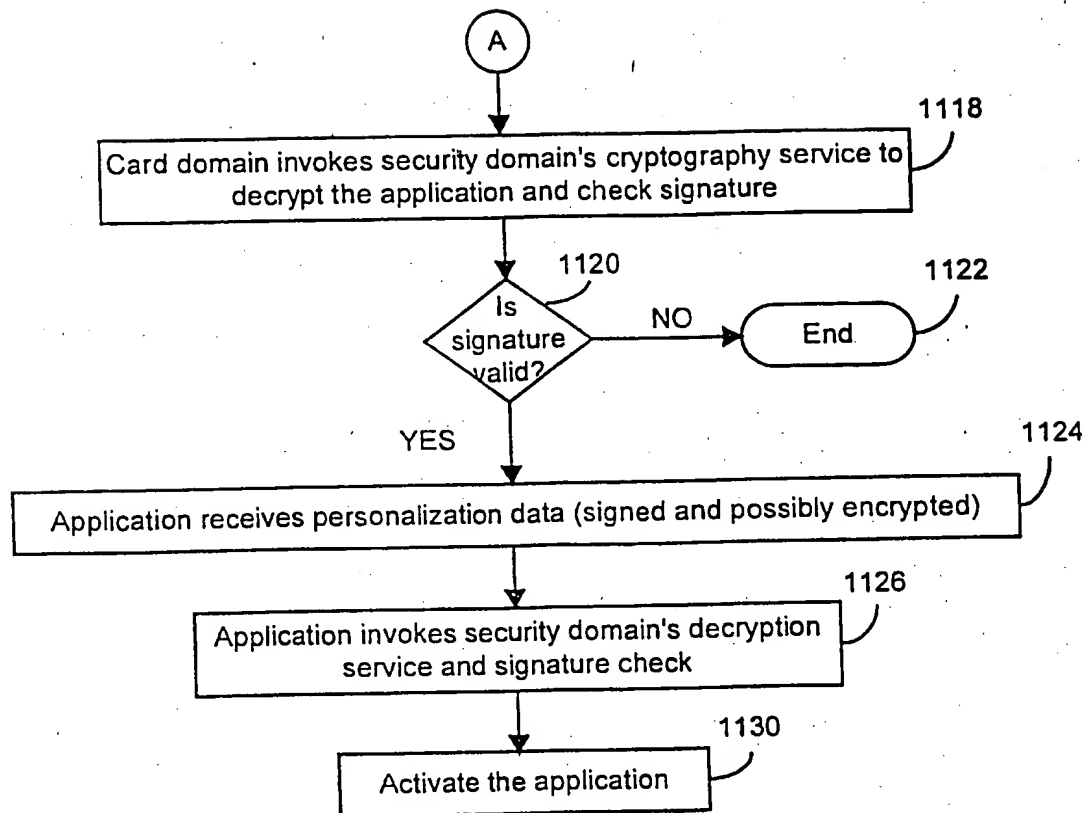 A
1118
Card domain invokes security domain's cryptography service to
decrypt the application and check signature
1120
1122
Is
signature
valid?
NO
End
YES
1124
Application receives personalization data (signed and possibly encrypted)
1126
Application invokes security domain's decryption
service and signature check
1130
Activate the application